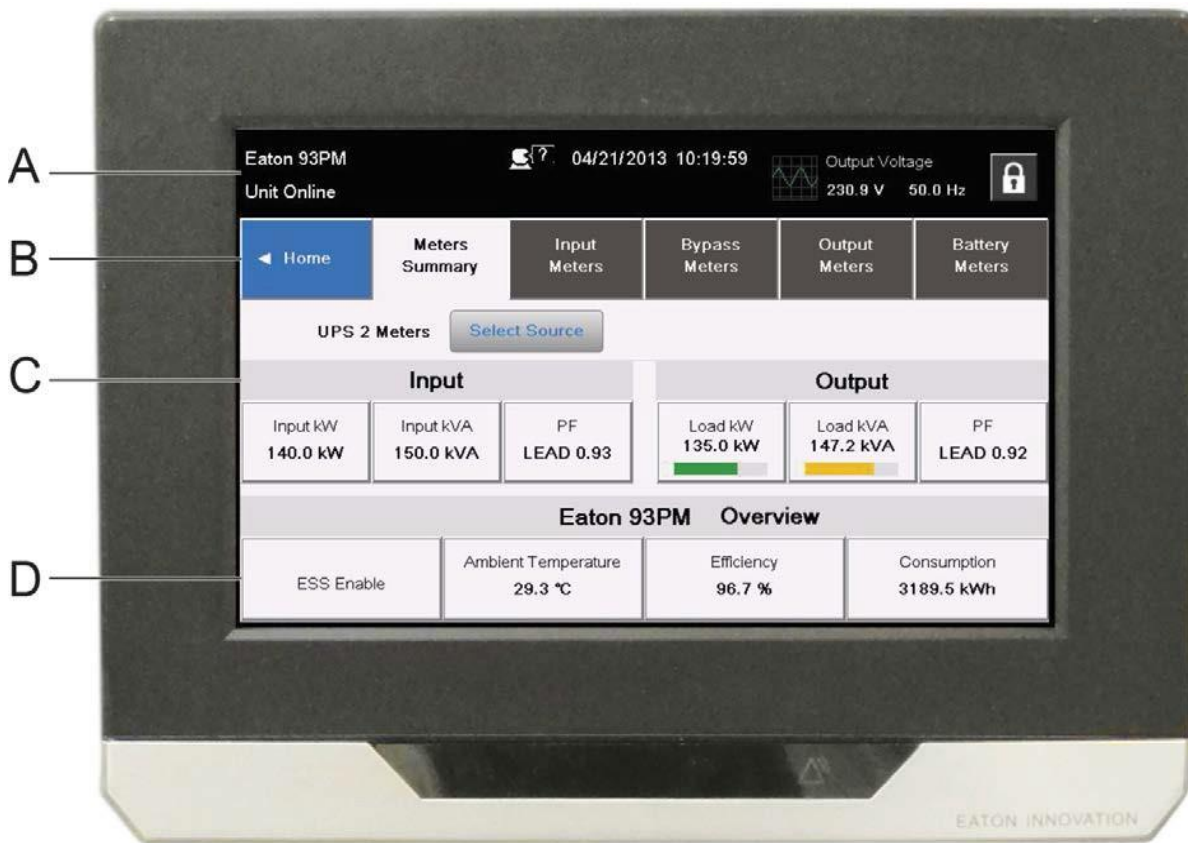 A
Eaton 93PM
? 04/21/2013 10:19:59
Output Voltage
Unit Online
230.9 V 50.0 Hz
B
◄ Home
Meters
Summary
Input
Meters
Bypass
Meters
Output
Meters
Battery
Meters
UPS 2 Meters
Select Source
C
Input
Output
Input kW
140.0 kW
Input kVA
150.0 kVA
PF
LEAD 0.93
Load kW
135.0 kW
Load kVA
147.2 kVA
PF
LEAD 0.92
Eaton 93PM Overview
D
ESS Enable
Ambient Temperature
29.3 °C
Efficiency
96.7 %
Consumption
3189.5 kWh
EATON INNOVATION